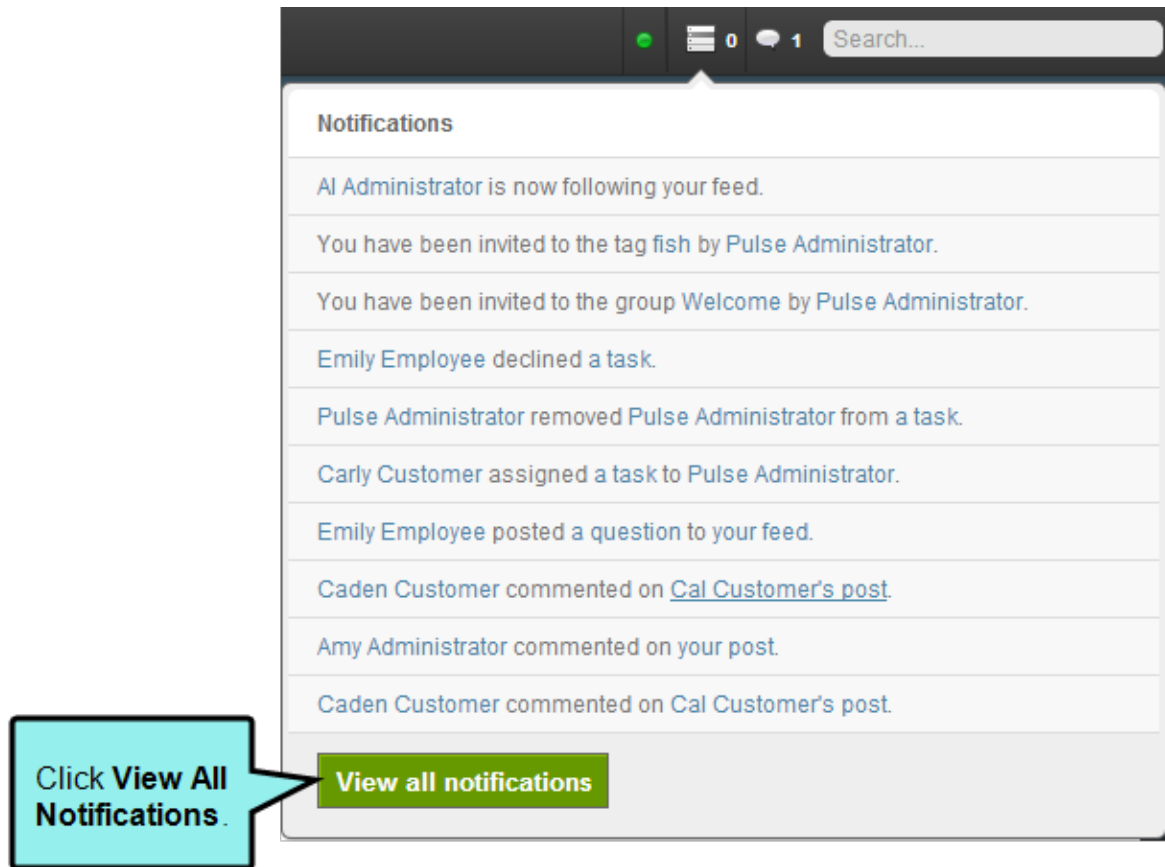 0 1 Search...
Notifications
Al Administrator is now following your feed.
You have been invited to the tag fish by Pulse Administrator.
You have been invited to the group Welcome by Pulse Administrator.
Emily Employee declined a task.
Pulse Administrator removed Pulse Administrator from a task.
Carly Customer assigned a task to Pulse Administrator.
Emily Employee posted a question to your feed.
Caden Customer commented on Cal Customer's post.
Amy Administrator commented on your post.
Caden Customer commented on Cal Customer's post.
View all notifications
Click View All
Notifications.